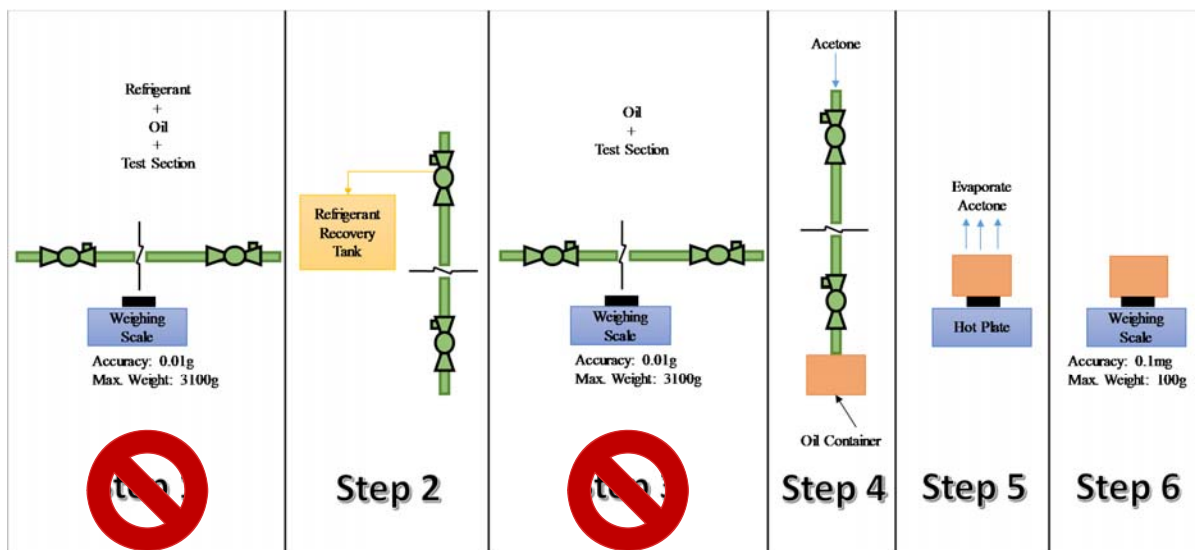 Refrigerant
+
Oil
+
Test Section
Weighing
Scale
Accuracy: 0.01g
Max. Weight: 3100g
Refrigerant
Recovery
Tank
Step 2
Oil
+
Test Section
Weighing
Scale
Accuracy: 0.01g
Max. Weight: 3100g
Acetone
Oil Container
Step 4
Evaporate
Acetone
Hot Plate
Step 5
Weighing
Scale
Accuracy: 0.1mg
Max. Weight: 100g
Step 6